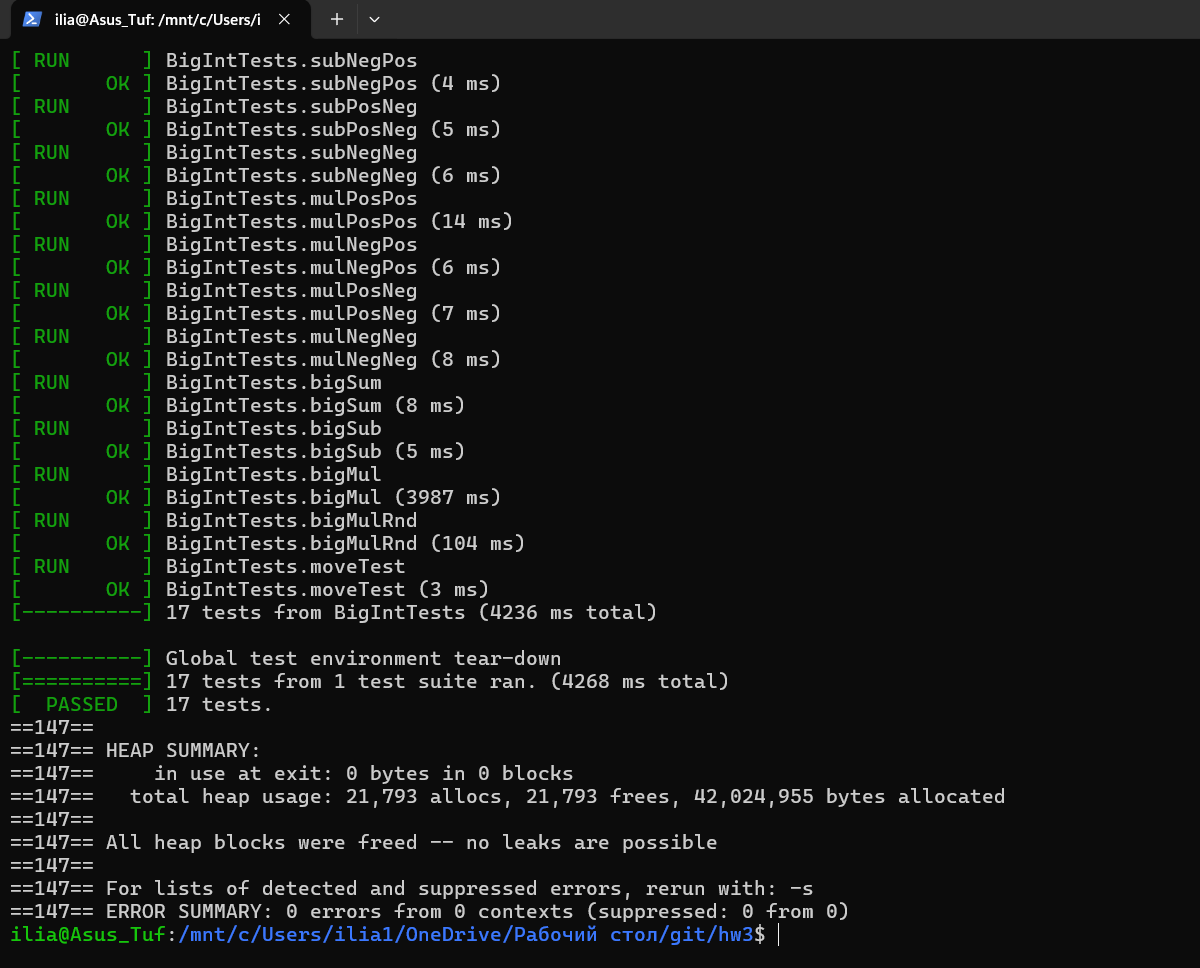 ilia@Asus_Tuf: /mnt/c/Users/i
[ RUN      ] BigIntTests.subNegPos
[       OK ] BigIntTests.subNegPos (4 ms)
[ RUN      ] BigIntTests.subPosNeg
[       OK ] BigIntTests.subPosNeg (5 ms)
[ RUN      ] BigIntTests.subNegNeg
[       OK ] BigIntTests.subNegNeg (6 ms)
[ RUN      ] BigIntTests.mulPosPos
[       OK ] BigIntTests.mulPosPos (14 ms)
[ RUN      ] BigIntTests.mulNegPos
[       OK ] BigIntTests.mulNegPos (6 ms)
[ RUN      ] BigIntTests.mulPosNeg
[       OK ] BigIntTests.mulPosNeg (7 ms)
[ RUN      ] BigIntTests.mulNegNeg
[       OK ] BigIntTests.mulNegNeg (8 ms)
[ RUN      ] BigIntTests.bigSum
[       OK ] BigIntTests.bigSum (8 ms)
[ RUN      ] BigIntTests.bigSub
[       OK ] BigIntTests.bigSub (5 ms)
[ RUN      ] BigIntTests.bigMul
[       OK ] BigIntTests.bigMul (3987 ms)
[ RUN      ] BigIntTests.bigMulRnd
[       OK ] BigIntTests.bigMulRnd (104 ms)
[ RUN      ] BigIntTests.moveTest
[       OK ] BigIntTests.moveTest (3 ms)
[----------] 17 tests from BigIntTests (4236 ms total)
[----------] Global test environment tear-down
[==========] 17 tests from 1 test suite ran. (4268 ms total)
[  PASSED  ] 17 tests.
==147==
==147== HEAP SUMMARY:
==147==     in use at exit: 0 bytes in 0 blocks
==147==   total heap usage: 21,793 allocs, 21,793 frees, 42,024,955 bytes allocated
==147==
==147== All heap blocks were freed -- no leaks are possible
==147==
==147== For lists of detected and suppressed errors, rerun with: -s
==147== ERROR SUMMARY: 0 errors from 0 contexts (suppressed: 0 from 0)
ilia@Asus_Tuf:/mnt/c/Users/ilia1/OneDrive/Рабочий стол/git/hw3$